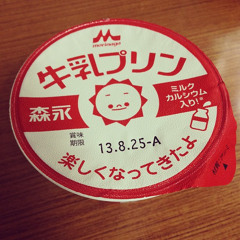 morinaga
牛乳プリン
森永
ミルク
カルシウム
入り!*
賞味
期限
13.8.25-A
楽しくなってきたよ